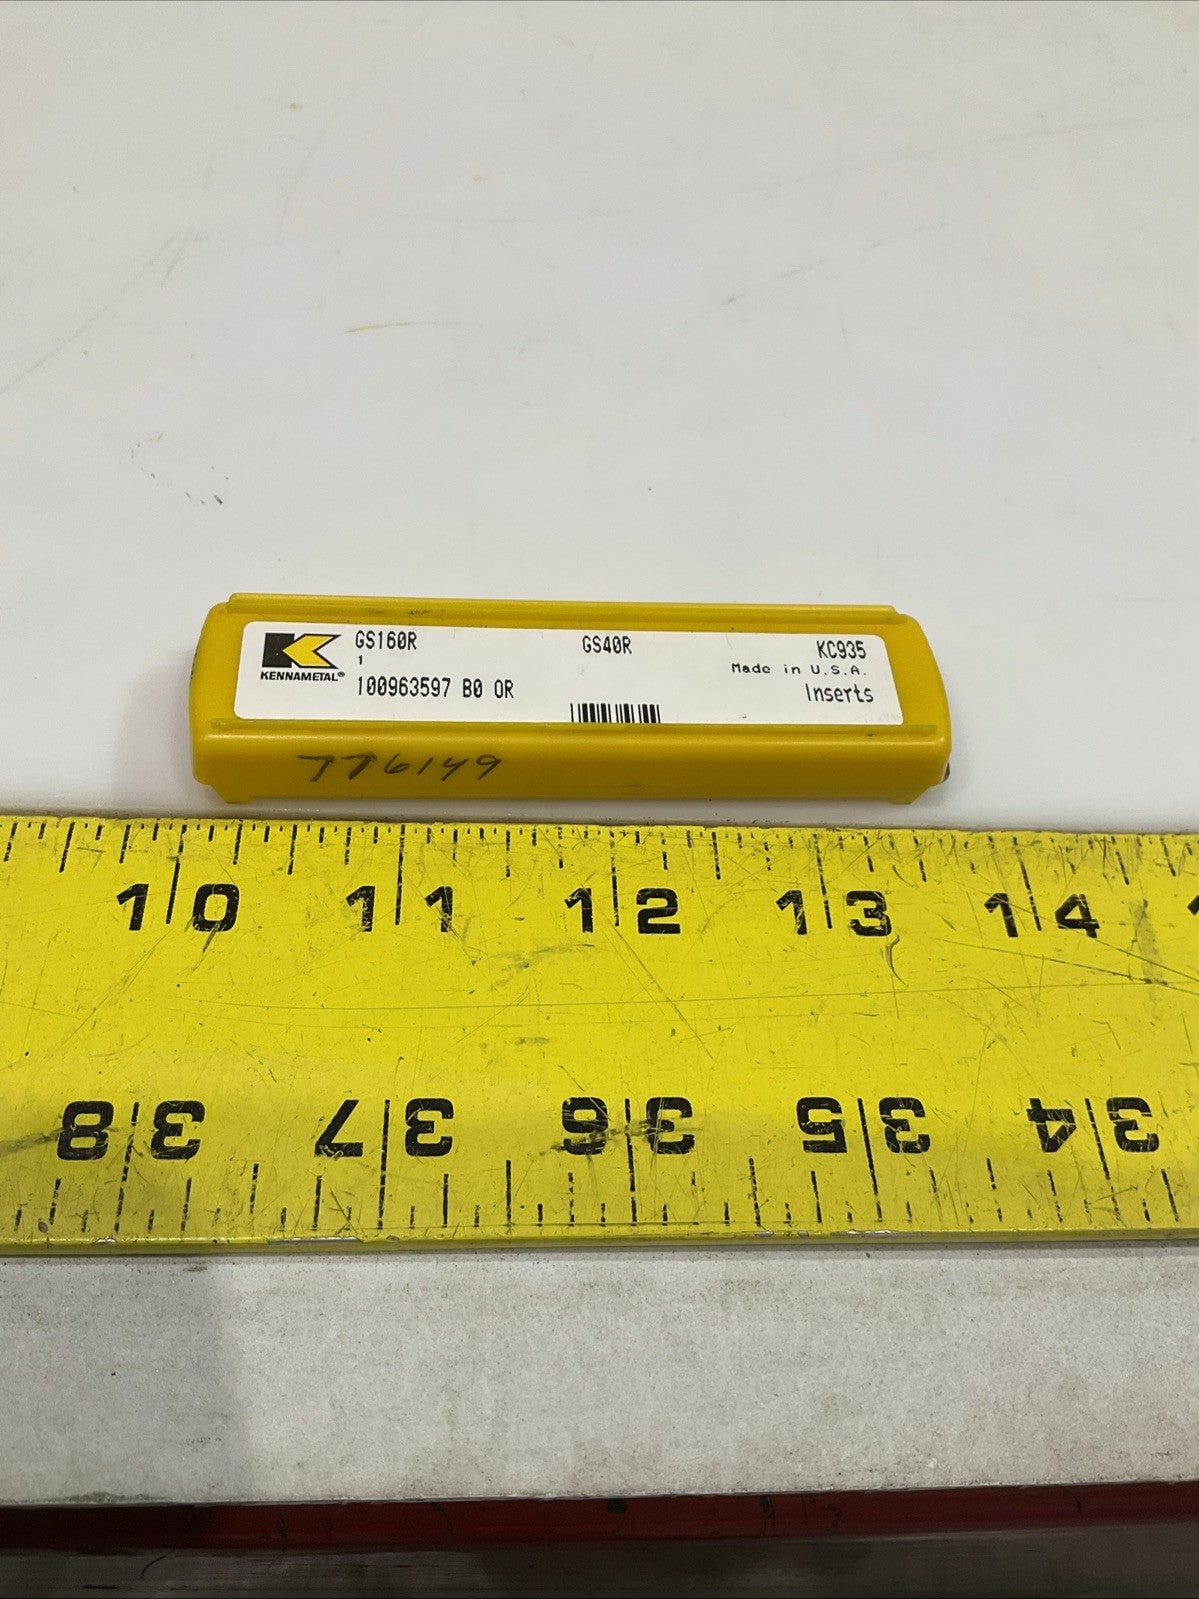 GS160R GS40R KC935
1 Made in U.S.A.
KENNAMETAL®
100963597 B0 OR Inserts
776149
10 11 12 13 14
38 37 36 35 34